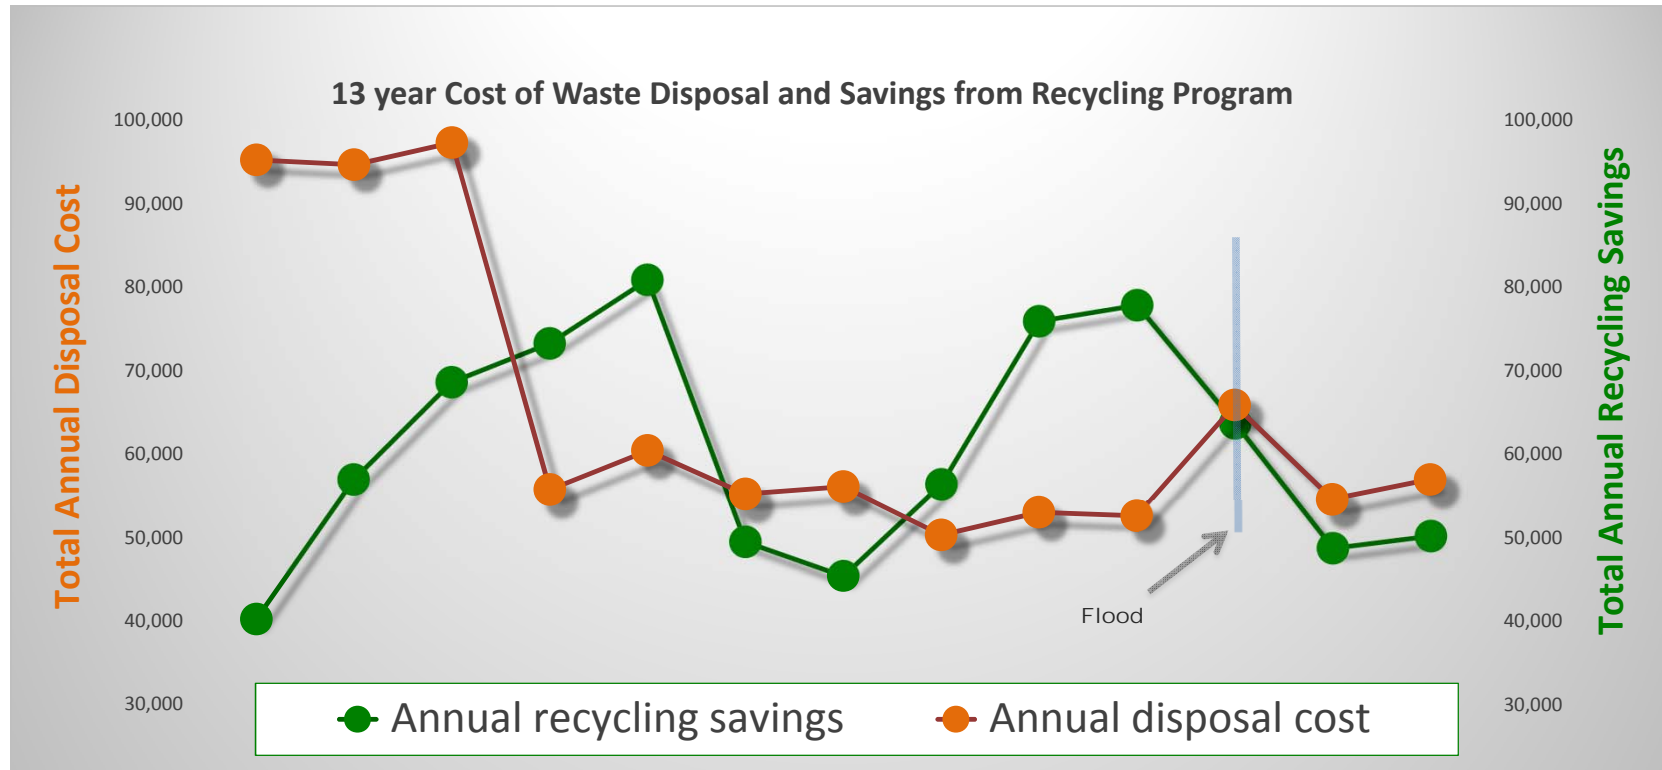 13 year Cost of Waste Disposal and Savings from Recycling Program
Total Annual Disposal Cost
100,000
90,000
80,000
70,000
60,000
50,000
40,000
30,000
100,000
90,000
80,000
70,000
60,000
50,000
40,000
30,000
Total Annual Recycling Savings
Flood
Annual recycling savings
Annual disposal cost